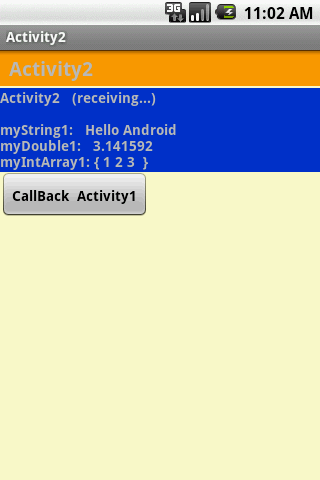 3G 11:02 AM
Activity2
Activity2
Activity2 (receiving...)
myString1: Hello Android
myDouble1: 3.141592
myIntArray1: { 1 2 3 }
CallBack Activity1